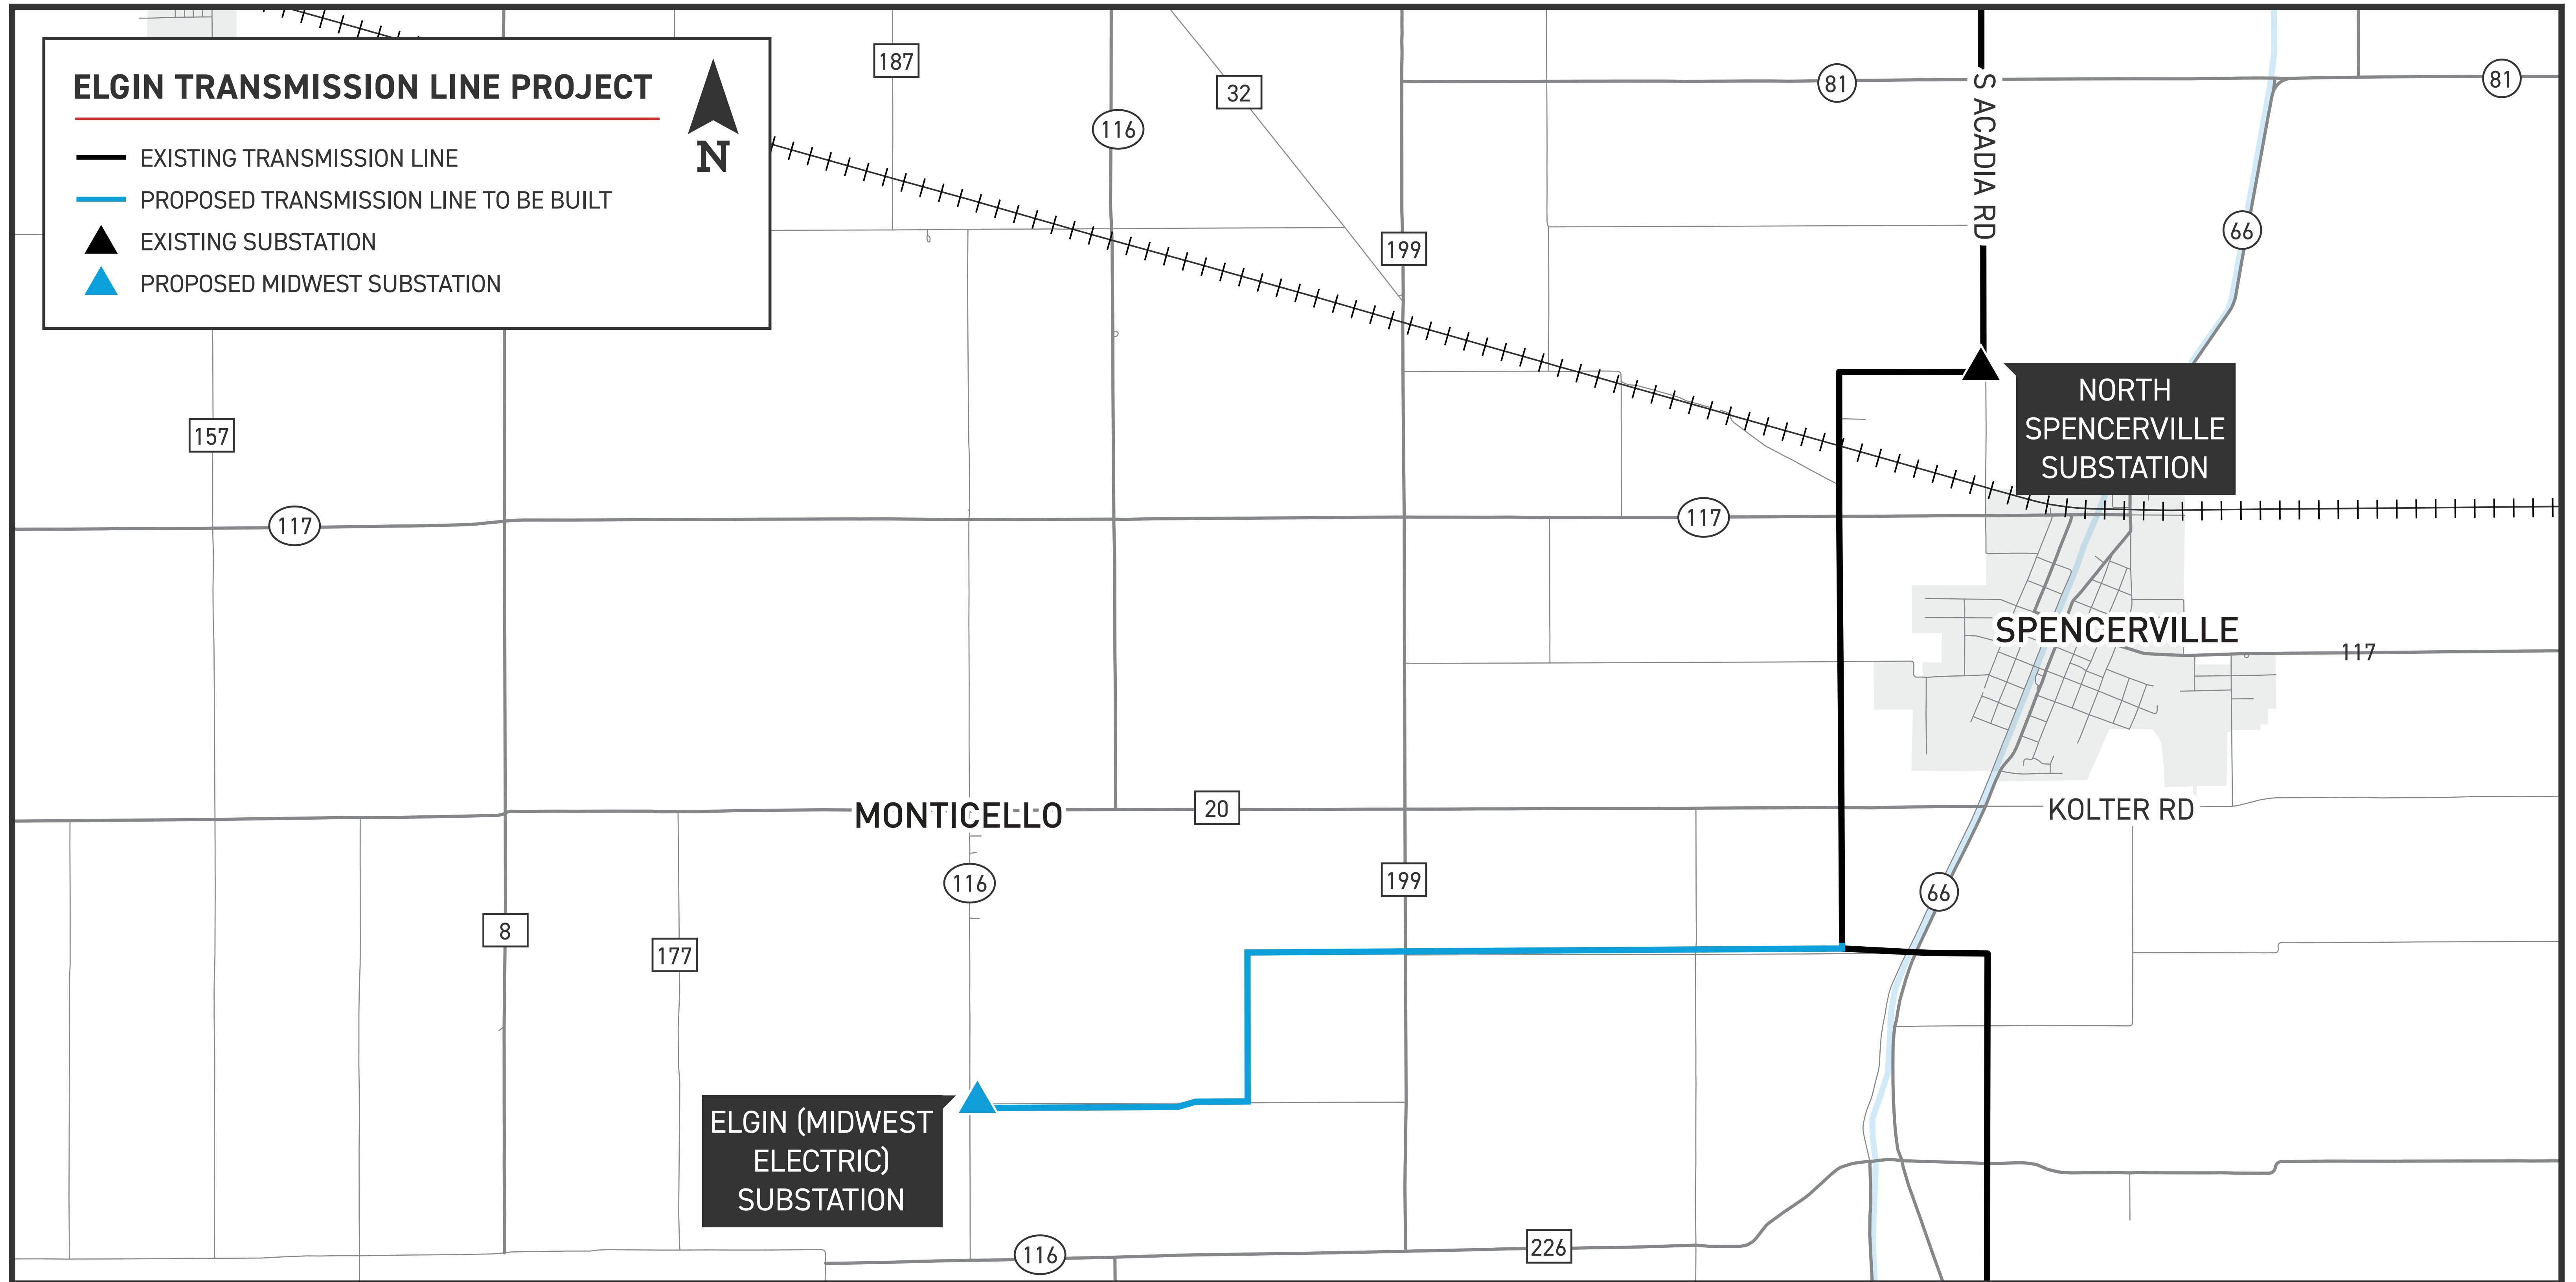 ELGIN TRANSMISSION LINE PROJECT
N
EXISTING TRANSMISSION LINE
PROPOSED TRANSMISSION LINE TO BE BUILT
EXISTING SUBSTATION
PROPOSED MIDWEST SUBSTATION
187
32
116
81
81
S ACADIA RD
66
199
NORTH
SPENCERVILLE
SUBSTATION
157
117
117
SPENCERVILLE
117
MONTICELLO
20
KOLTER RD
116
199
66
8
177
ELGIN (MIDWEST
ELECTRIC)
SUBSTATION
116
226